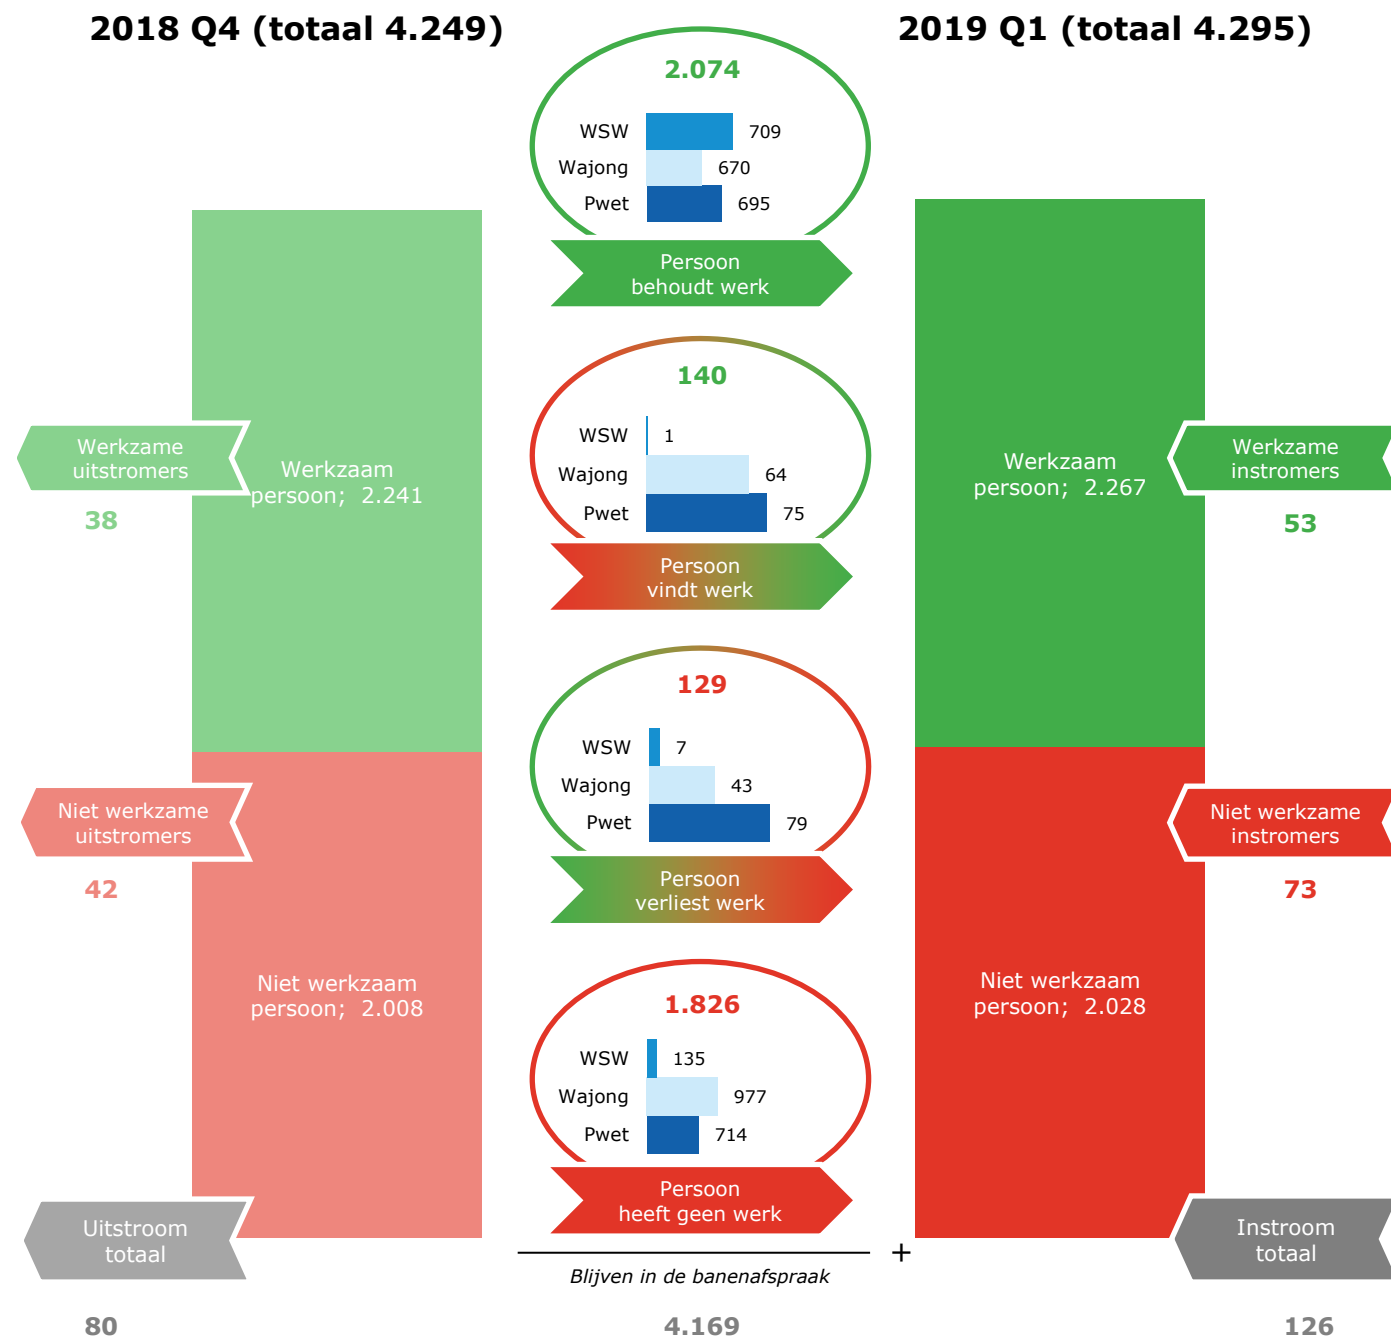 2018 Q4 (totaal 4.249)
2019 Q1 (totaal 4.295)
2.074
WSW 709
Wajong 670
Pwet 695
Persoon
behoudt werk
140
WSW 1
Wajong 64
Pwet 75
Persoon
vindt werk
129
WSW 7
Wajong 43
Pwet 79
Persoon
verliest werk
1.826
WSW 135
Wajong 977
Pwet 714
Persoon
heeft geen werk
Werkzame
uitstromers
38
Werkzaam
persoon; 2.241
Niet werkzame
uitstromers
42
Niet werkzaam
persoon; 2.008
Uitstroom
totaal
80
Werkzaam
persoon; 2.267
Werkzame
instromers
53
Niet werkzame
instromers
73
Niet werkzaam
persoon; 2.028
Instroom
totaal
126
+
Blijven in de banenafspraak
4.169